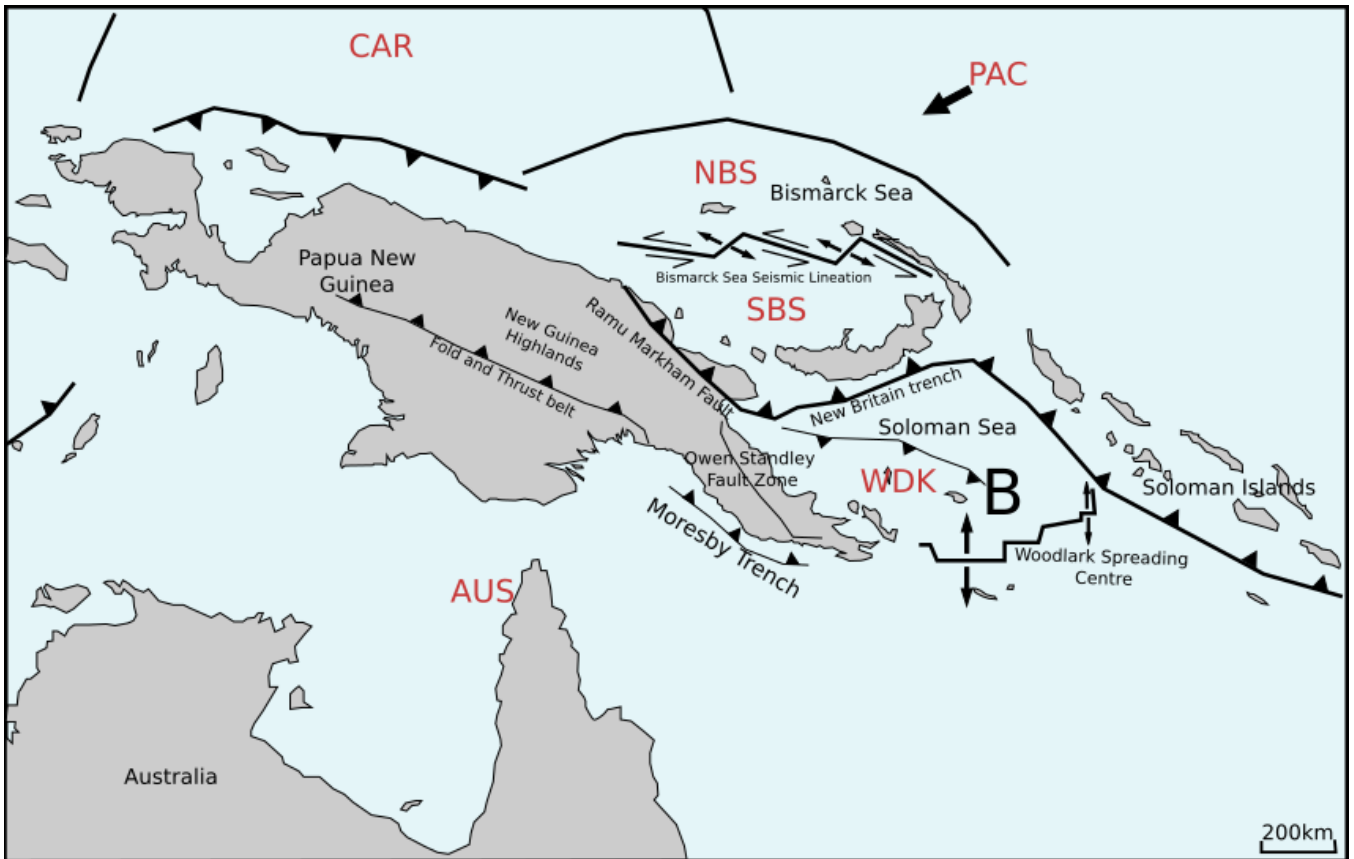 CAR
PAC
NBS
Bismarck Sea
Papua New
Guinea
Bismarck Sea Seismic Lineation
SBS
Ramu Markham Fault
New Guinea
Highlands
Fold and Thrust belt
New Britain trench
Soloman Sea
Owen Standley
Fault Zone
WDK
B
Soloman Islands
Moresby Trench
Woodlark Spreading
Centre
AUS
Australia
200km